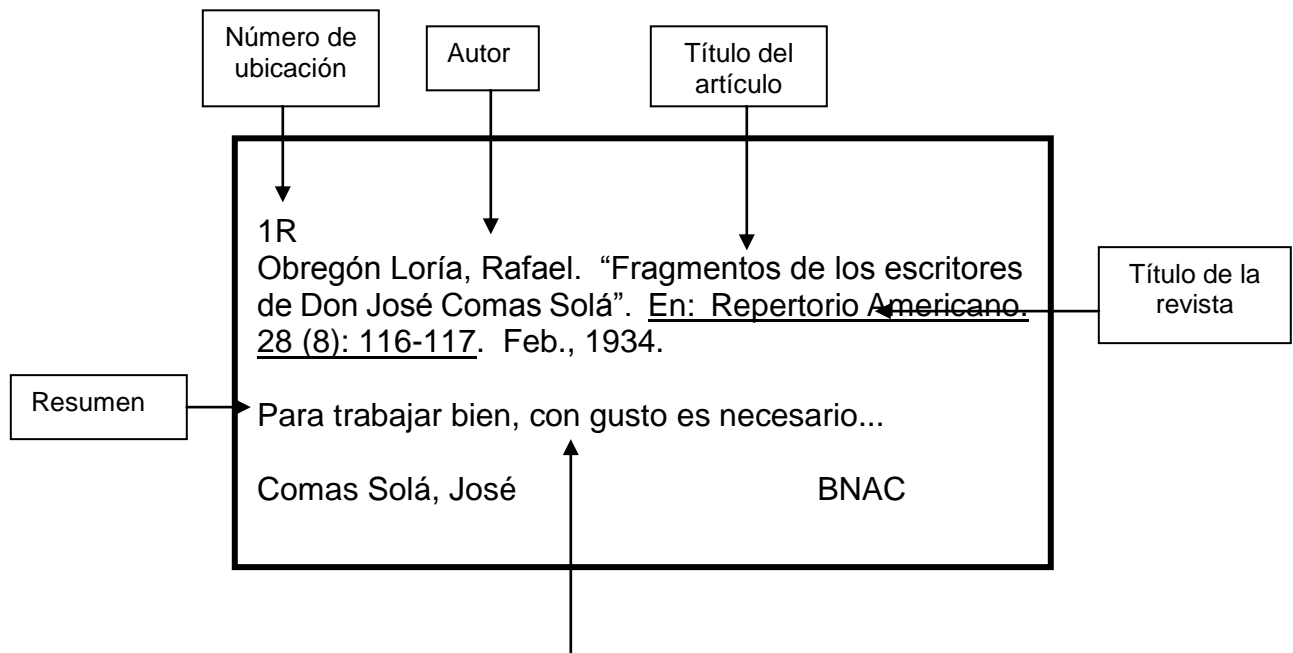 Número de
ubicación
Autor
Título del
artículo
1R
Obregón Loría, Rafael. “Fragmentos de los escritores
de Don José Comas Solá”. En: Repertorio Americano.
28 (8): 116-117. Feb., 1934.
Título de la
revista
Resumen
Para trabajar bien, con gusto es necesario...
Comas Solá, José BNAC